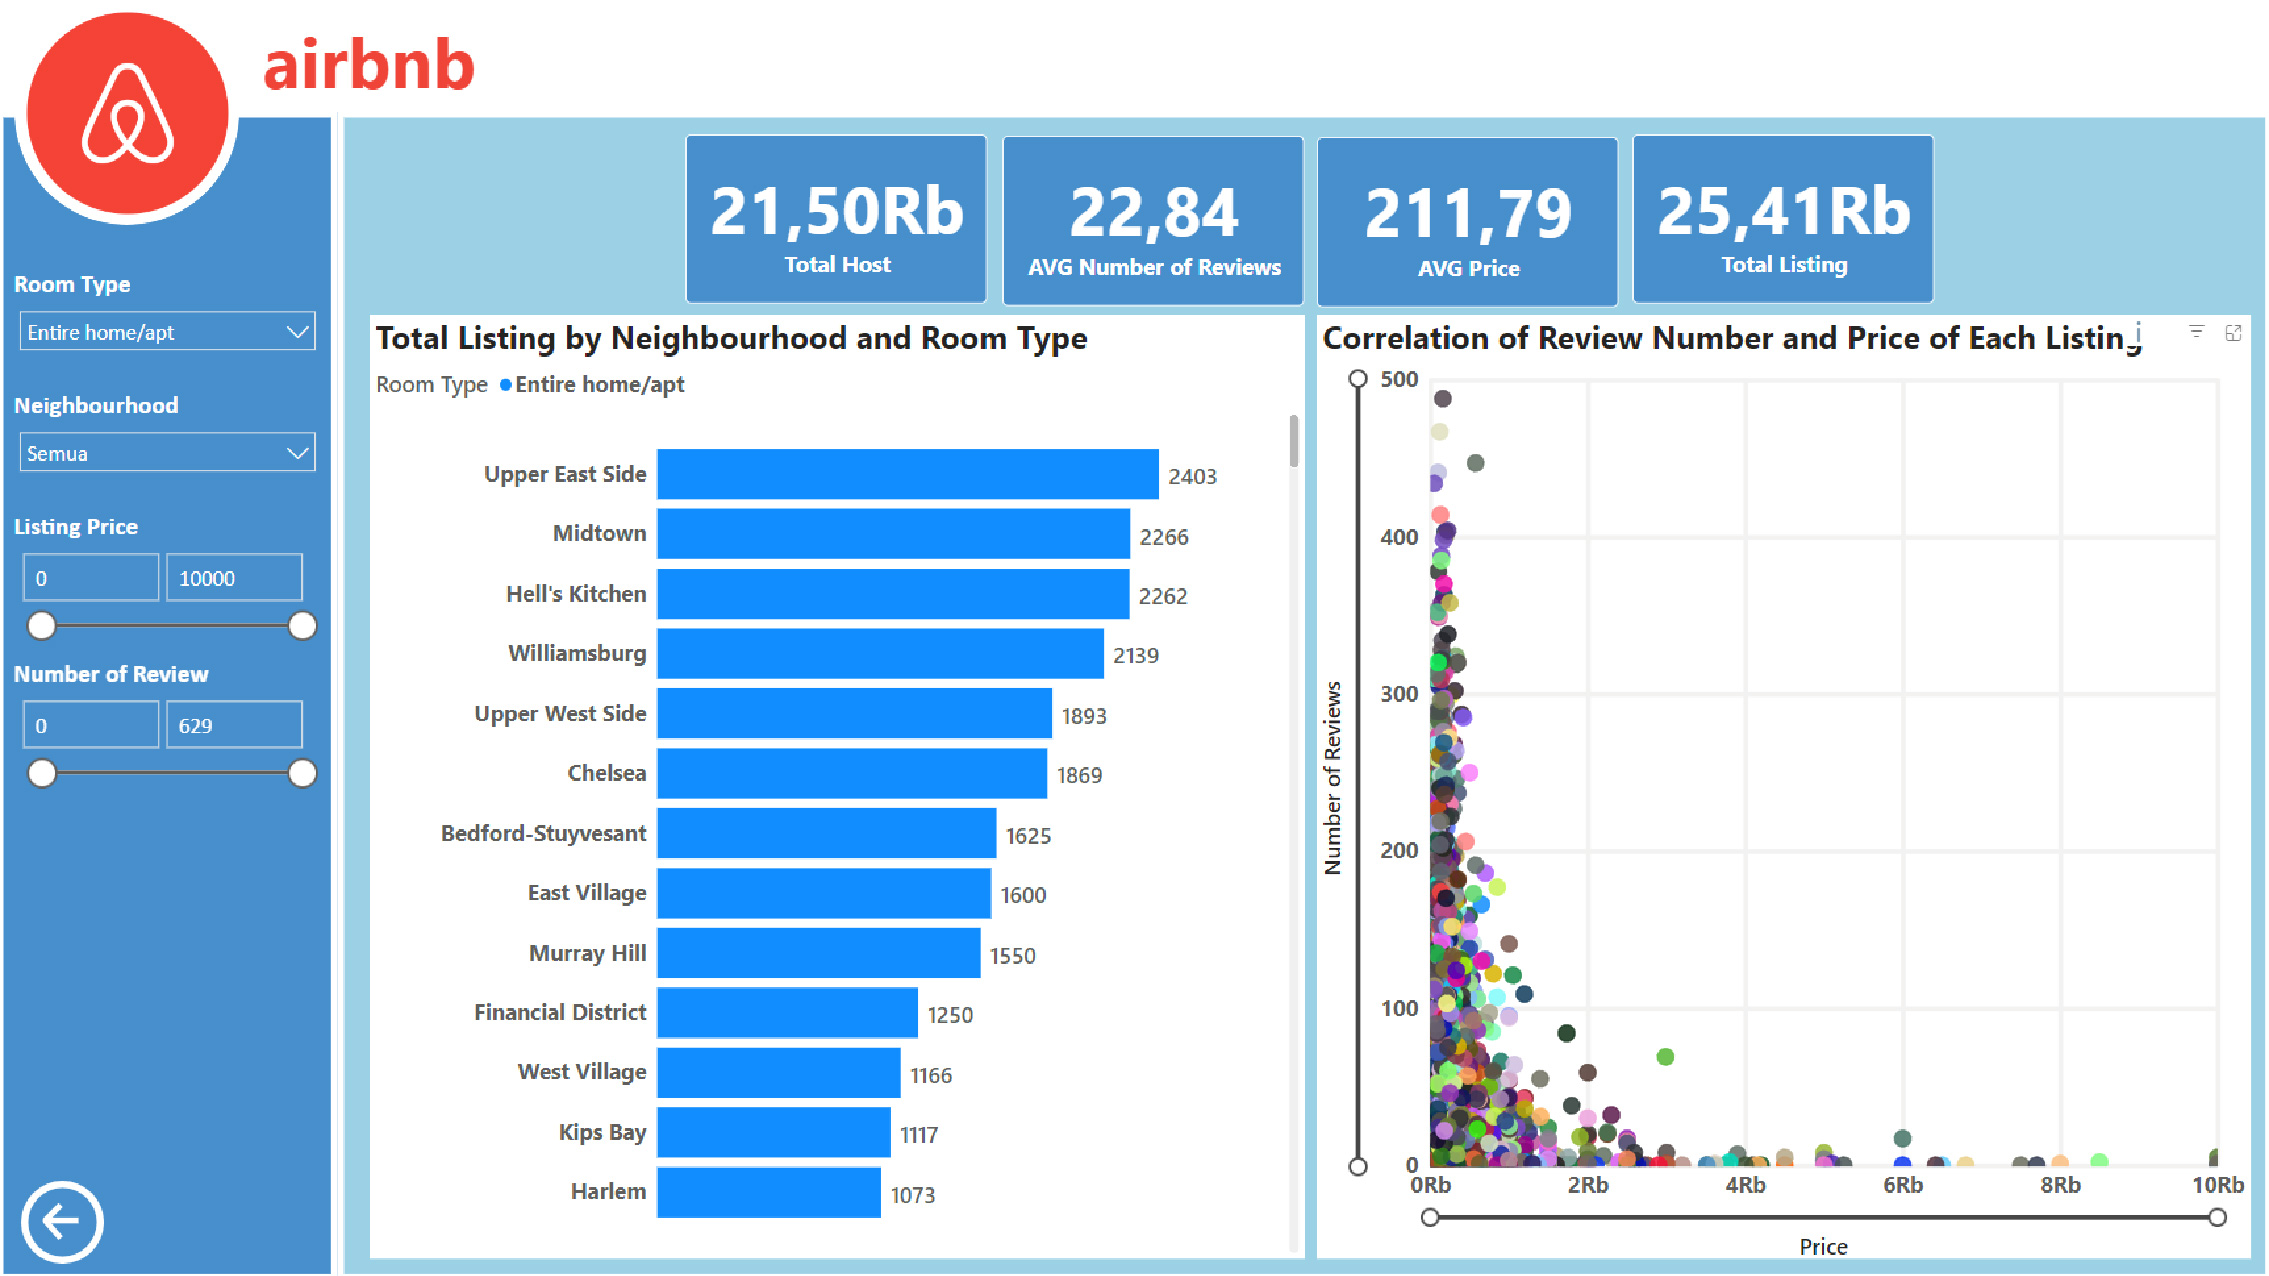 airbnb
21,50Rb
Total Host
22,84
AVG Number of Reviews
211,79
AVG Price
25,41Rb
Total Listing
Room Type
Entire home/apt
Neighbourhood
Semua
Listing Price
0 10000
Number of Review
0 629
Total Listing by Neighbourhood and Room Type
Room Type Entire home/apt
Upper East Side 2403
Midtown 2266
Hell's Kitchen 2262
Williamsburg 2139
Upper West Side 1893
Chelsea 1869
Bedford-Stuyvesant 1625
East Village 1600
Murray Hill 1550
Financial District 1250
West Village 1166
Kips Bay 1117
Harlem 1073
Correlation of Review Number and Price of Each Listing
Number of Reviews
500
400
300
200
100
0
0Rb 2Rb 4Rb 6Rb 8Rb 10Rb
Price